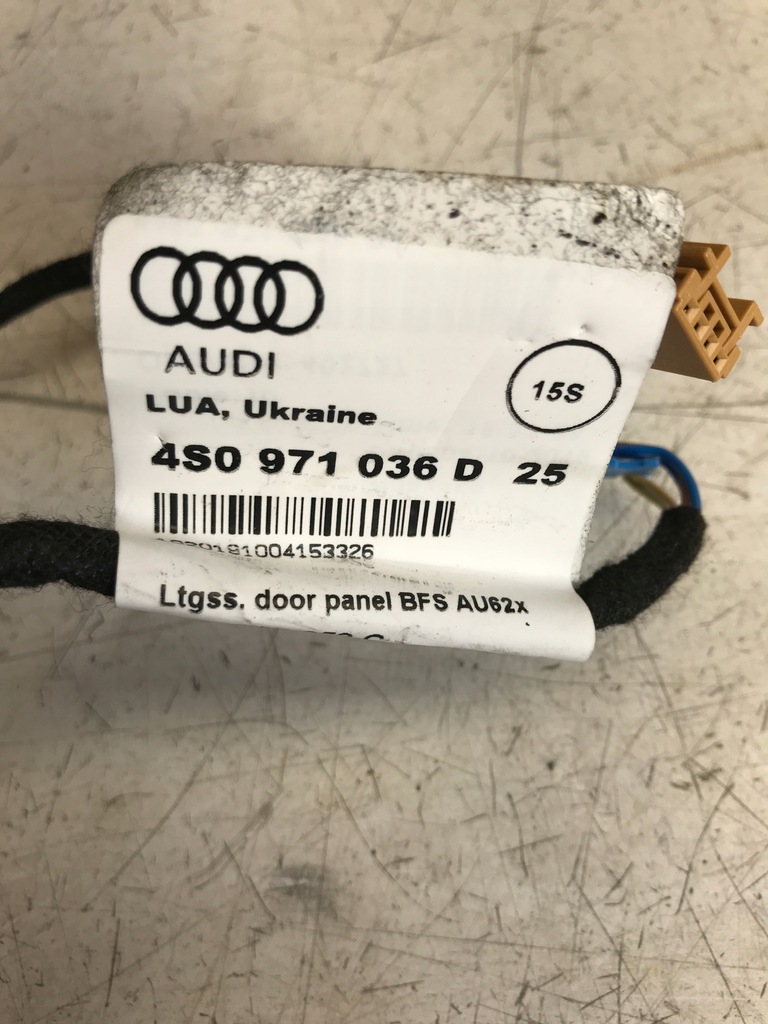 AUDI
15S
LUA, Ukraine
4S0 971 036 D 25
Ltgss. door panel BFS AU62x